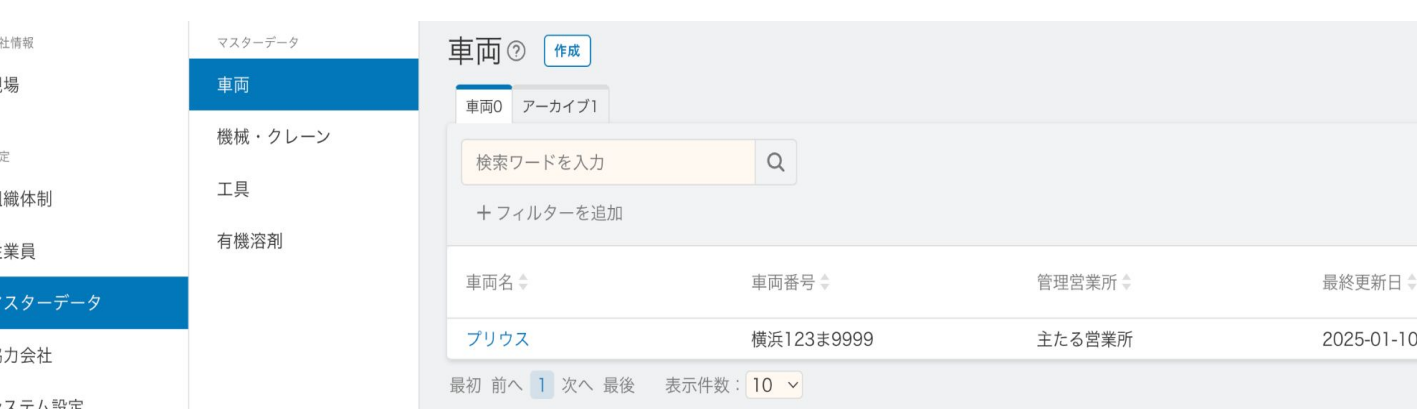 社情報
場
定
織体制
業員
スターデータ
力会社
ステム設定
マスターデータ
車両
機械・クレーン
工具
有機溶剤
車両? 作成
車両0 アーカイブ1
検索ワードを入力
+ フィルターを追加
車両名 車両番号 管理営業所 最終更新日
プリウス 横浜123ま9999 主たる営業所 2025-01-10
最初 前へ 1 次へ 最後 表示件数: 10